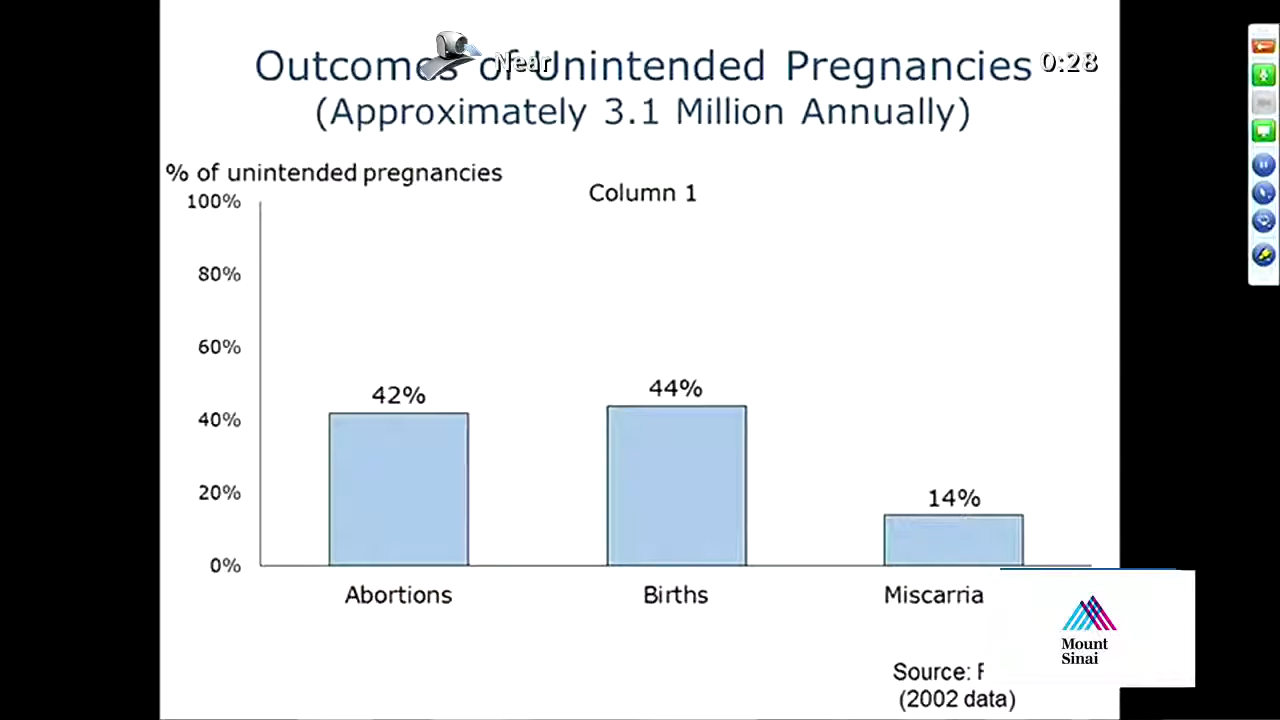 Outcomes of Unintended Pregnancies
Near
0:28
(Approximately 3.1 Million Annually)
% of unintended pregnancies
Column 1
100%
80%
60%
40%
20%
0%
42%
44%
14%
Abortions
Births
Miscarria
Mount
Sinai
Source:
(2002 data)